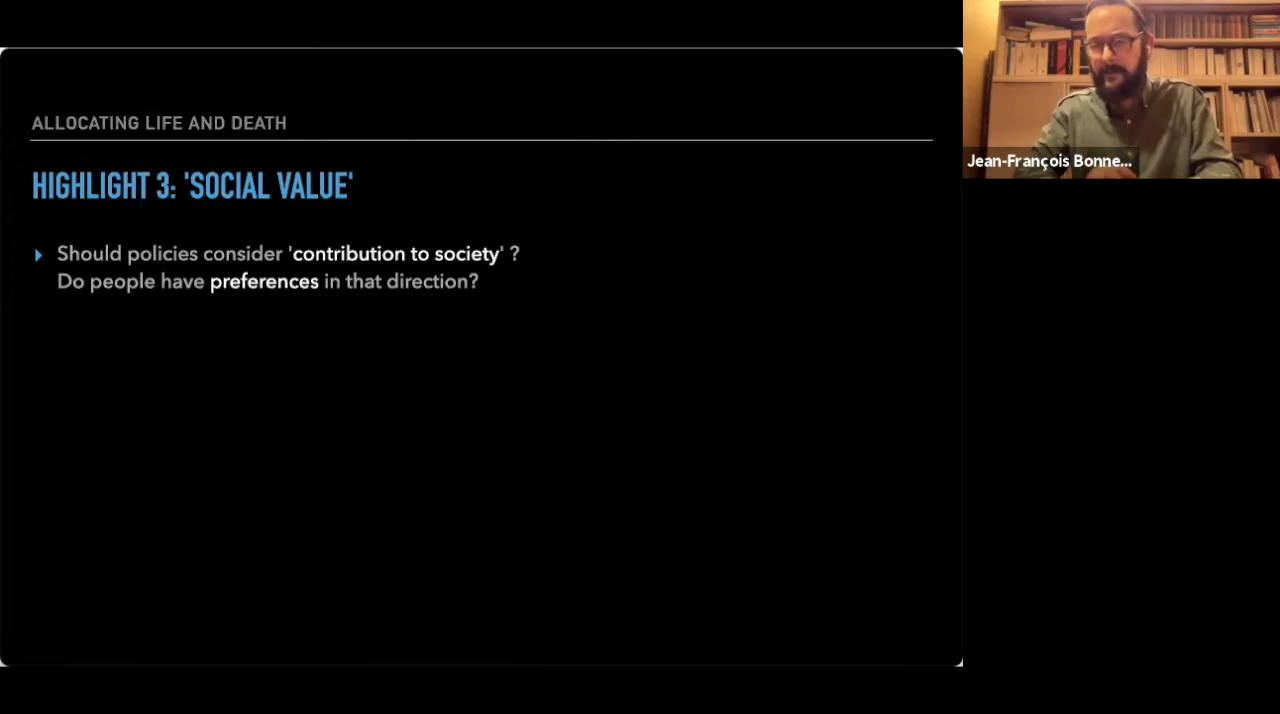 ALLOCATING LIFE AND DEATH
HIGHLIGHT 3: 'SOCIAL VALUE'
Should policies consider 'contribution to society' ?
Do people have preferences in that direction?
Jean-François Bonne...